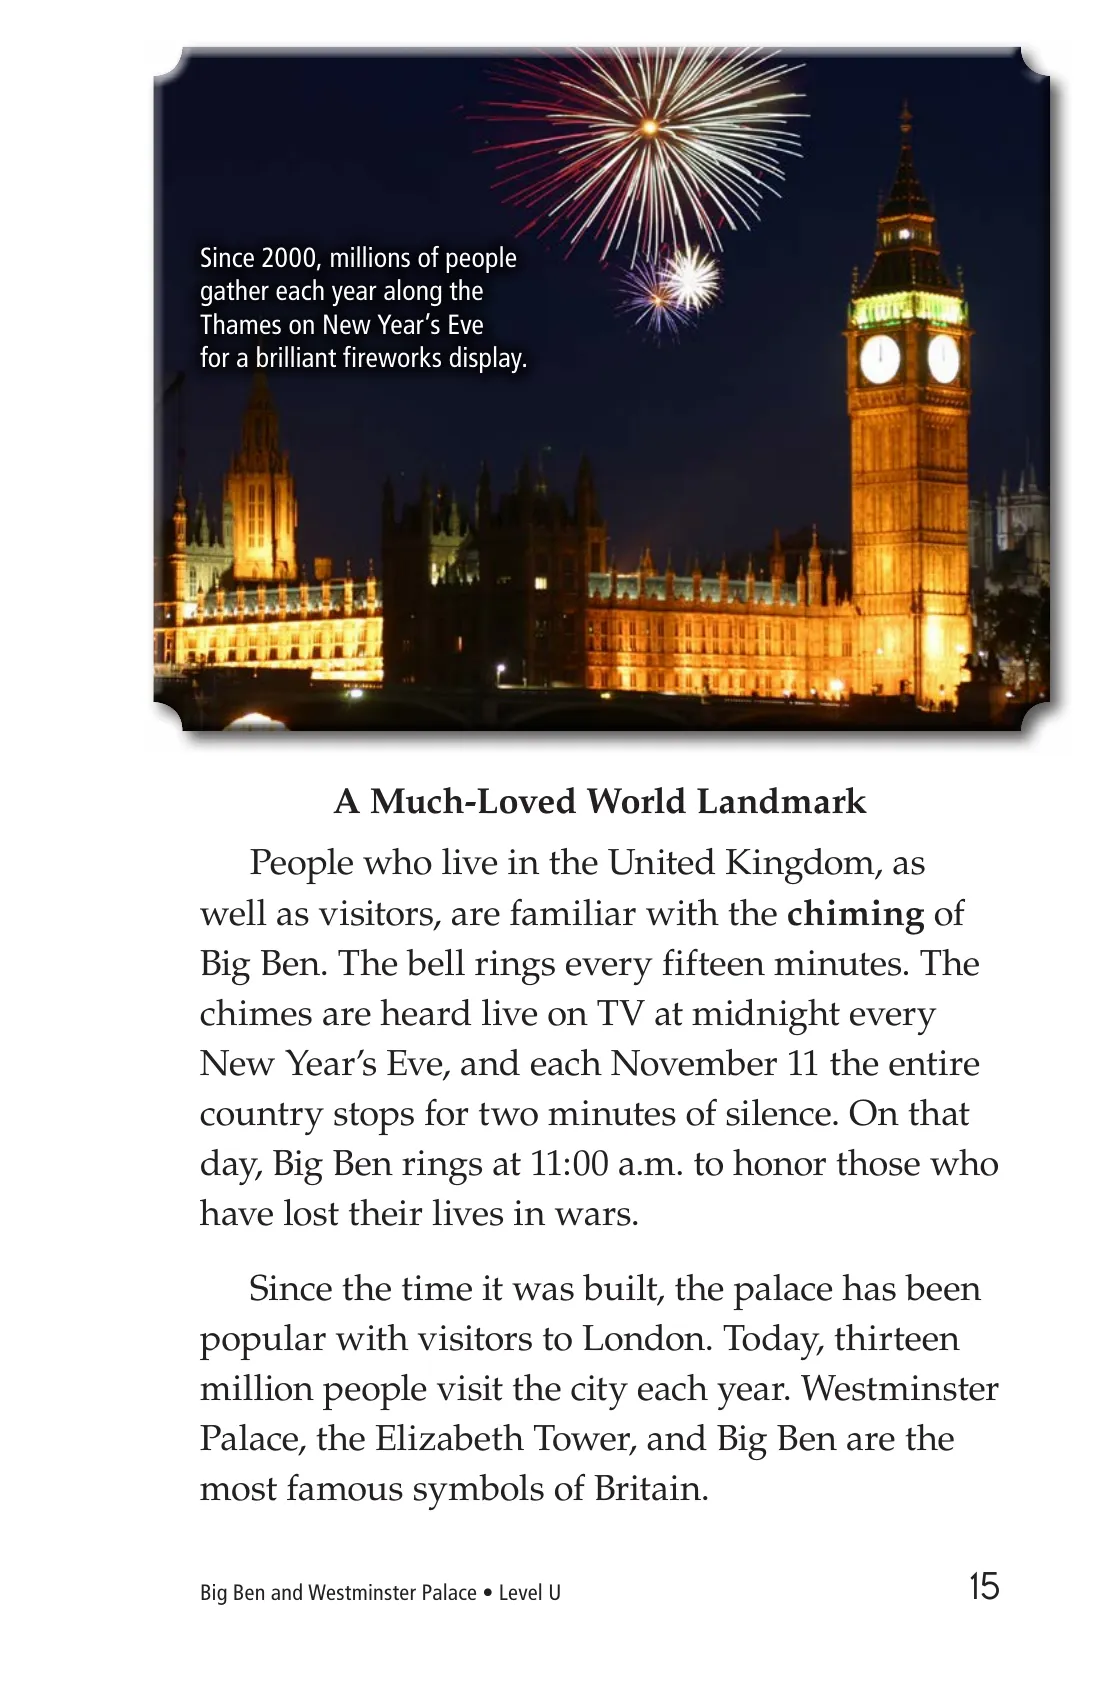 Since 2000, millions of people
gather each year along the
Thames on New Year’s Eve
for a brilliant fireworks display.
A Much-Loved World Landmark
People who live in the United Kingdom, as
well as visitors, are familiar with the chiming of
Big Ben. The bell rings every fifteen minutes. The
chimes are heard live on TV at midnight every
New Year’s Eve, and each November 11 the entire
country stops for two minutes of silence. On that
day, Big Ben rings at 11:00 a.m. to honor those who
have lost their lives in wars.
Since the time it was built, the palace has been
popular with visitors to London. Today, thirteen
million people visit the city each year. Westminster
Palace, the Elizabeth Tower, and Big Ben are the
most famous symbols of Britain.
Big Ben and Westminster Palace • Level U
15